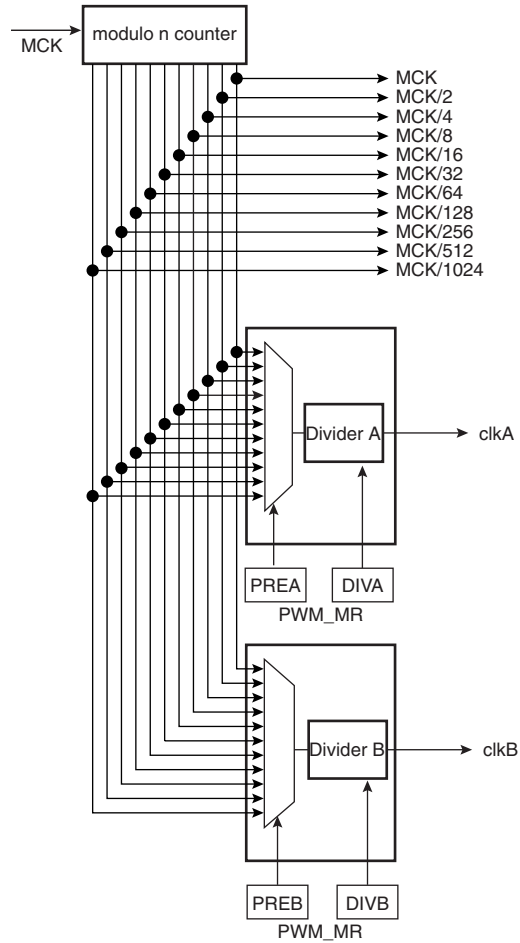 modulo n counter
MCK
MCK
MCK/2
MCK/4
MCK/8
MCK/16
MCK/32
MCK/64
MCK/128
MCK/256
MCK/512
MCK/1024
Divider A
clkA
PREA
DIVA
PWM_MR
Divider B
clkB
PREB
DIVB
PWM_MR